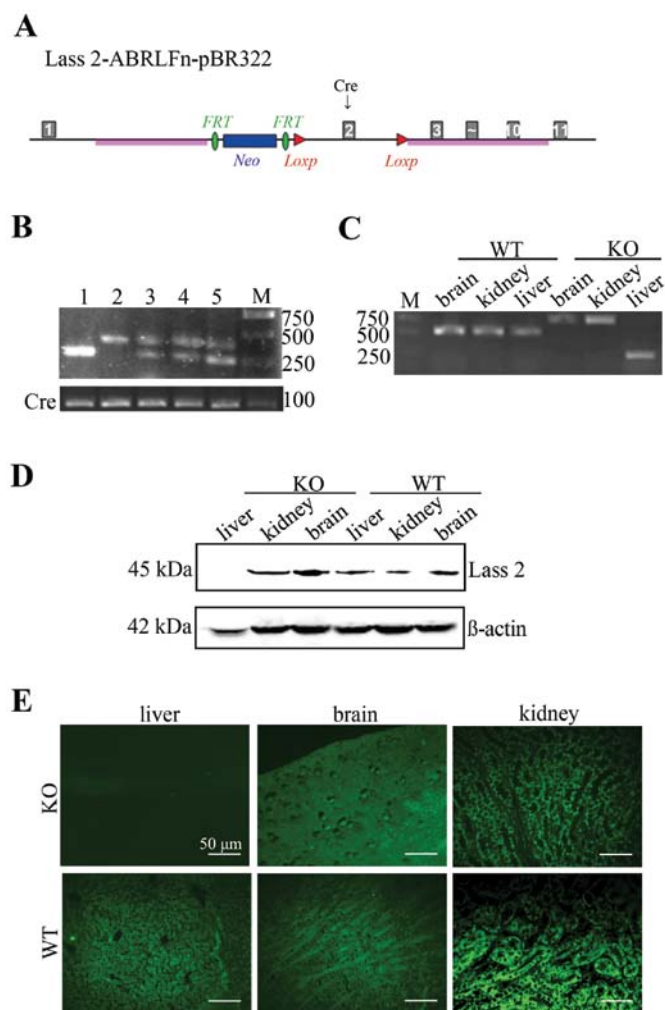 A
Lass 2-ABRLFn-pBR322
Cre
↓
1 FRT FRT 2 3 ~ 10 11
Neo Loxp Loxp
B
1 2 3 4 5 M
750
500
250
Cre 100
C
WT KO
M brain kidney liver brain kidney liver
750
500
250
D
KO WT
liver kidney brain liver kidney brain
45 kDa Lass 2
42 kDa ß-actin
E
liver brain kidney
KO
50 µm
WT